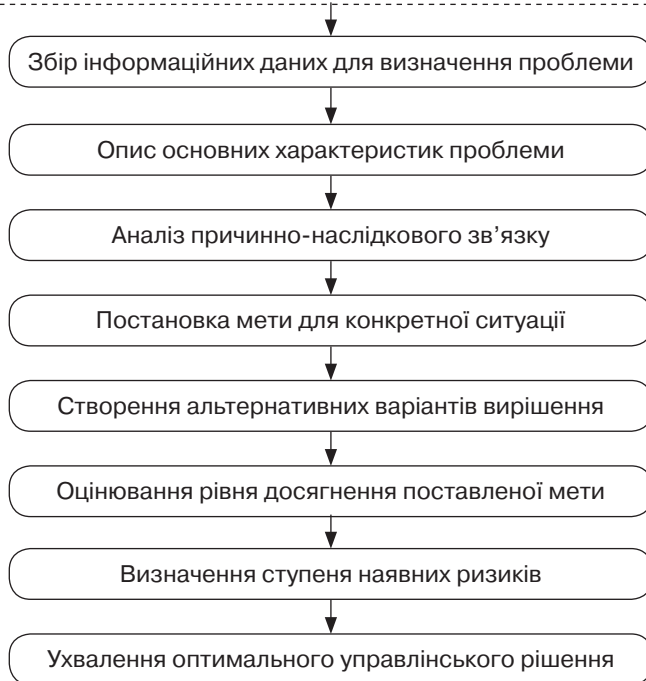 Збір інформаційних даних для визначення проблеми
Опис основних характеристик проблеми
Аналіз причинно-наслідкового зв’язку
Постановка мети для конкретної ситуації
Створення альтернативних варіантів вирішення
Оцінювання рівня досягнення поставленої мети
Визначення ступеня наявних ризиків
Ухвалення оптимального управлінського рішення